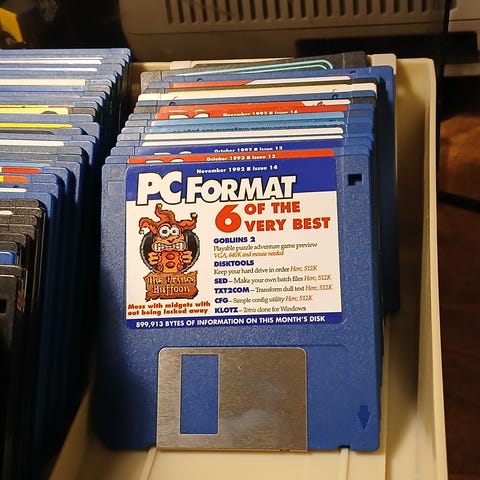 November 1992 ■ Issue 14
October 1992 ■ Issue 13
October 1992 ■ Issue 13
November 1992 ■ Issue 14
PC FORMAT
6 OF THE
VERY BEST
GOBLIINS 2
Playable puzzle adventure game preview
VGA, 640K and mouse needed
DISKTOOLS
Keep your hard drive in order Herc, 512K
SED – Make your own batch files Herc, 512K
TXT2COM – Transform dull text Herc, 512K
CFG – Simple config utility Herc, 512K
KLOTZ – Tetris clone for Windows
The Prince
Buffoon
Mess with midgets with
out being locked away
899,913 BYTES OF INFORMATION ON THIS MONTH'S DISK